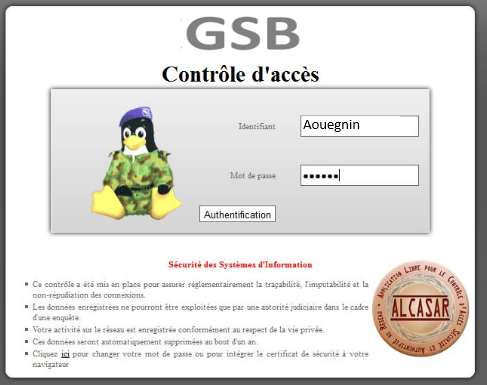 GSB
Contrôle d'accès
Identifiant
Aouegnin
Mot de passe
••••••
Authentification
Sécurité des Systèmes d'Information
Ce contrôle a été mis en place pour assurer réglementairement la traçabilité, l'imputabilité et la
non-répudiation des connexions.
Les données enregistrées ne pourront être exploitées que par une autorité judiciaire dans le cadre
d'une enquête.
Votre activité sur le réseau est enregistrée conformément au respect de la vie privée.
Ces données seront automatiquement supprimées au bout d'un an.
Cliquez ici pour changer votre mot de passe ou pour intégrer le certificat de sécurité à votre
navigateur
Application Libre pour le Contrôle d'Accès Sécurisé et Authentifié au Réseau
ALCASAR